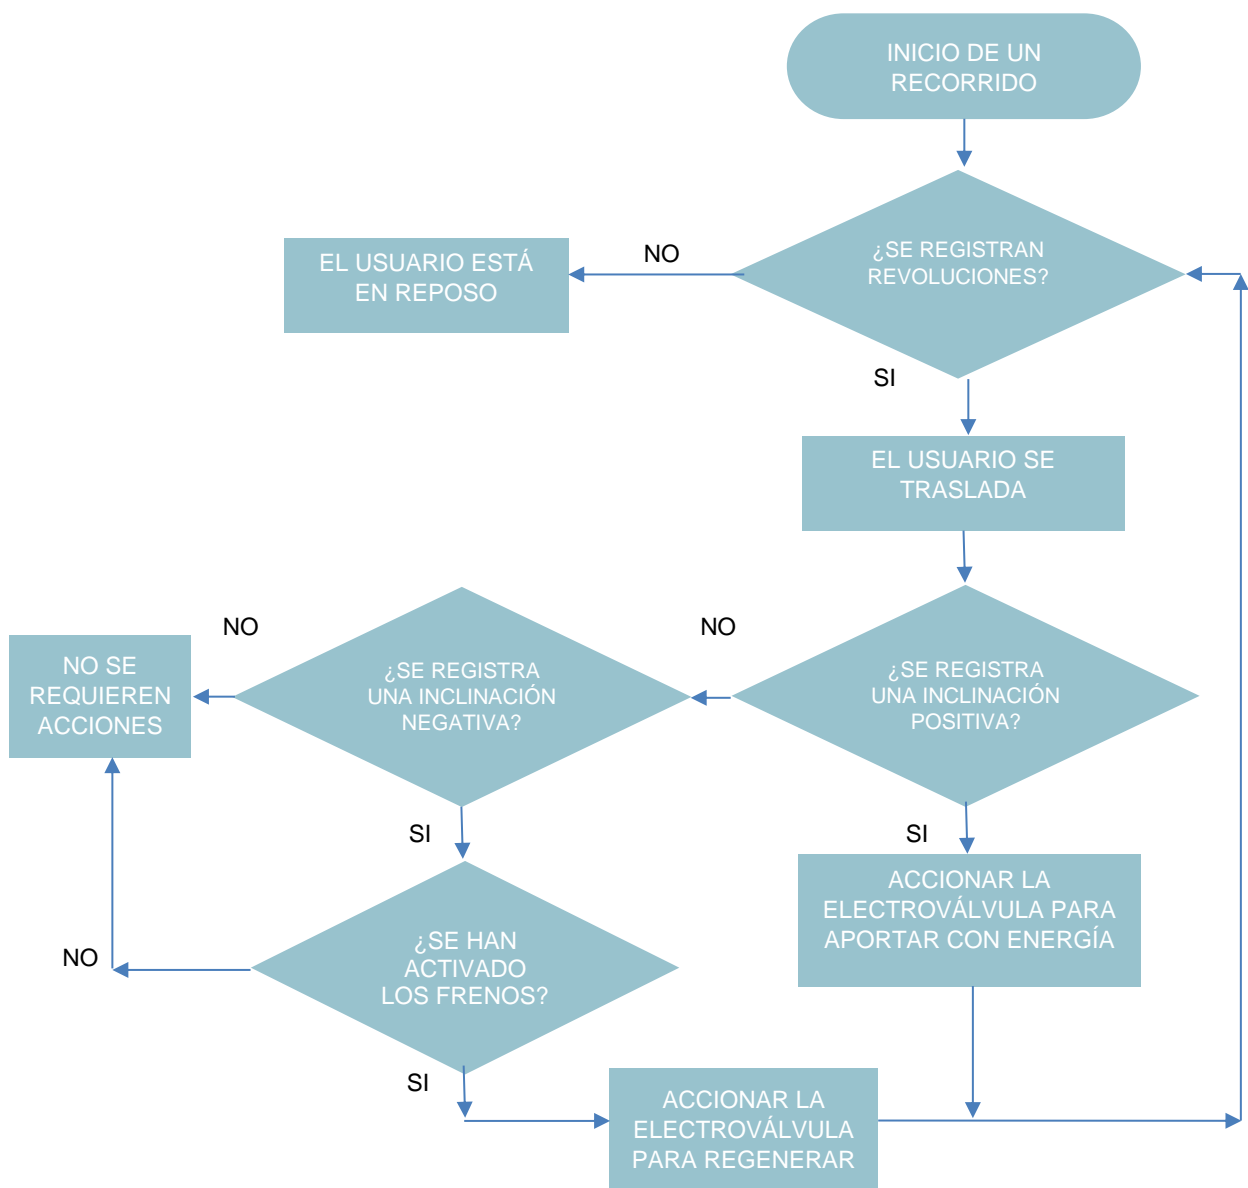 INICIO DE UN
RECORRIDO
¿SE REGISTRAN
REVOLUCIONES?
NO
EL USUARIO ESTÁ
EN REPOSO
SI
EL USUARIO SE
TRASLADA
¿SE REGISTRA
UNA INCLINACIÓN
POSITIVA?
NO
¿SE REGISTRA
UNA INCLINACIÓN
NEGATIVA?
NO
NO SE
REQUIEREN
ACCIONES
SI
ACCIONAR LA
ELECTROVÁLVULA PARA
APORTAR CON ENERGÍA
SI
¿SE HAN
ACTIVADO
LOS FRENOS?
NO
SI
ACCIONAR LA
ELECTROVÁLVULA
PARA REGENERAR